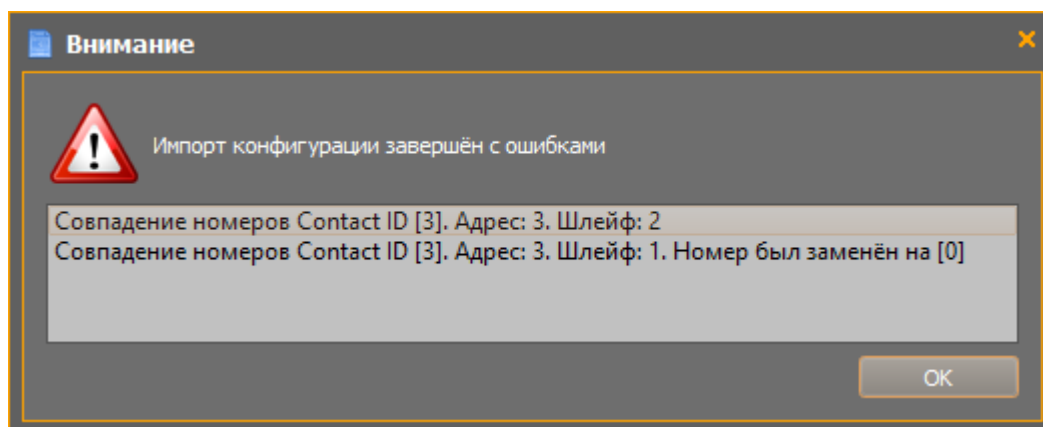 Внимание
Импорт конфигурации завершён с ошибками
Совпадение номеров Contact ID [3]. Адрес: 3. Шлейф: 2
Совпадение номеров Contact ID [3]. Адрес: 3. Шлейф: 1. Номер был заменён на [0]
OK